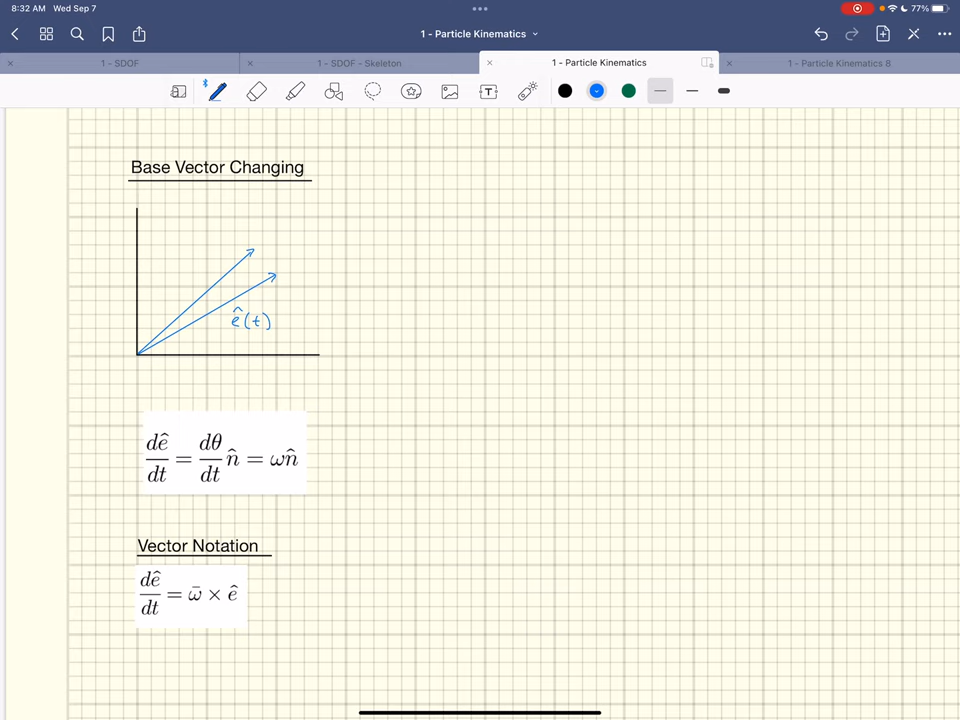 8:32 AM Wed Sep 7
77%
1 - Particle Kinematics
1 - SDOF
1 - SDOF - Skeleton
1 - Particle Kinematics
1 - Particle Kinematics 8
T
Base Vector Changing
ê(t)
dê/dt = dθ/dt n̂ = ωn̂
Vector Notation
dê/dt = ω̄ × ê